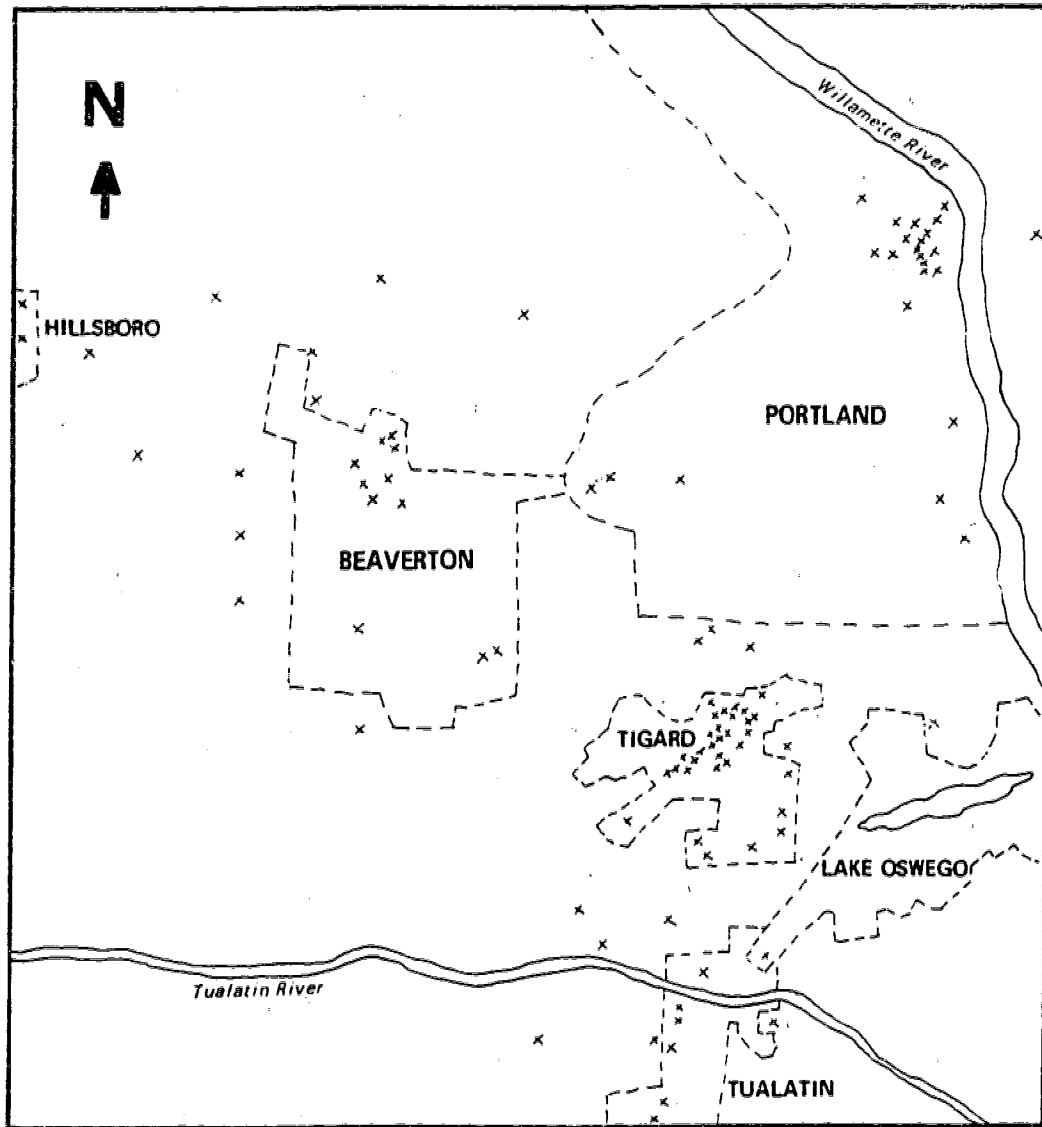 N
Willamette River
HILLSBORO
PORTLAND
BEAVERTON
TIGARD
LAKE OSWEGO
Tualatin River
TUALATIN